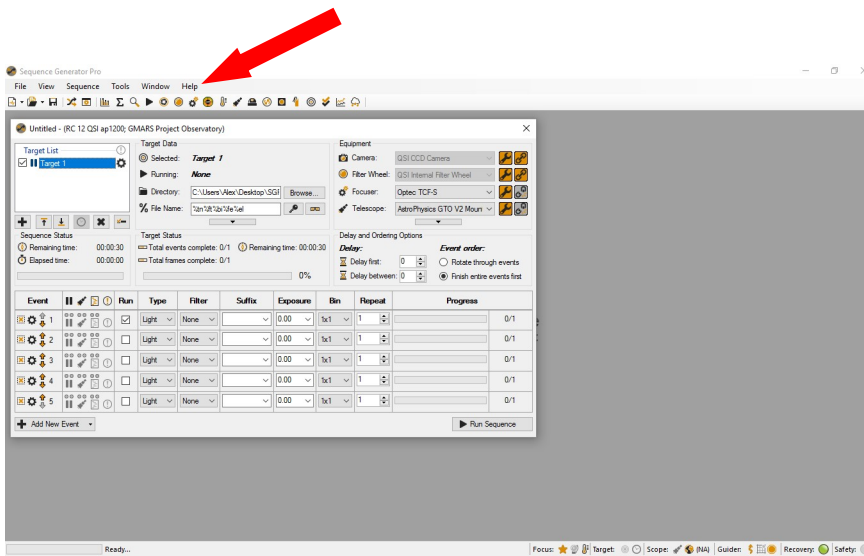 Sequence Generator Pro
File View Sequence Tools Window Help
Untitled - (RC 12 QSI ap1200; GMARS Project Observatory)
Target List
Target 1
Target Data
Selected: Target 1
Running: None
Directory: C:\Users\Alex\Desktop\SGF Browse...
File Name: %tn%ft%bi%fe%el
Equipment
Camera: QSI CCD Camera
Filter Wheel: QSI Internal Filter Wheel
Focuser: Optec TCF-S
Telescope: AstroPhysics GTO V2 Moun
Sequence Status
Remaining time: 00:00:30
Elapsed time: 00:00:00
Target Status
Total events complete: 0/1 Remaining time: 00:00:30
Total frames complete: 0/1
0%
Delay and Ordering Options
Delay: Event order:
Delay first: 0 Rotate through events
Delay between: 0 Finish entire events first
Event Run Type Filter Suffix Exposure Bin Repeat Progress
1 Light None 0.00 1x1 1 0/1
2 Light None 0.00 1x1 1 0/1
3 Light None 0.00 1x1 1 0/1
4 Light None 0.00 1x1 1 0/1
5 Light None 0.00 1x1 1 0/1
Add New Event Run Sequence
Ready... Focus: Target: Scope: (NA) Guider: Recovery: Safety: